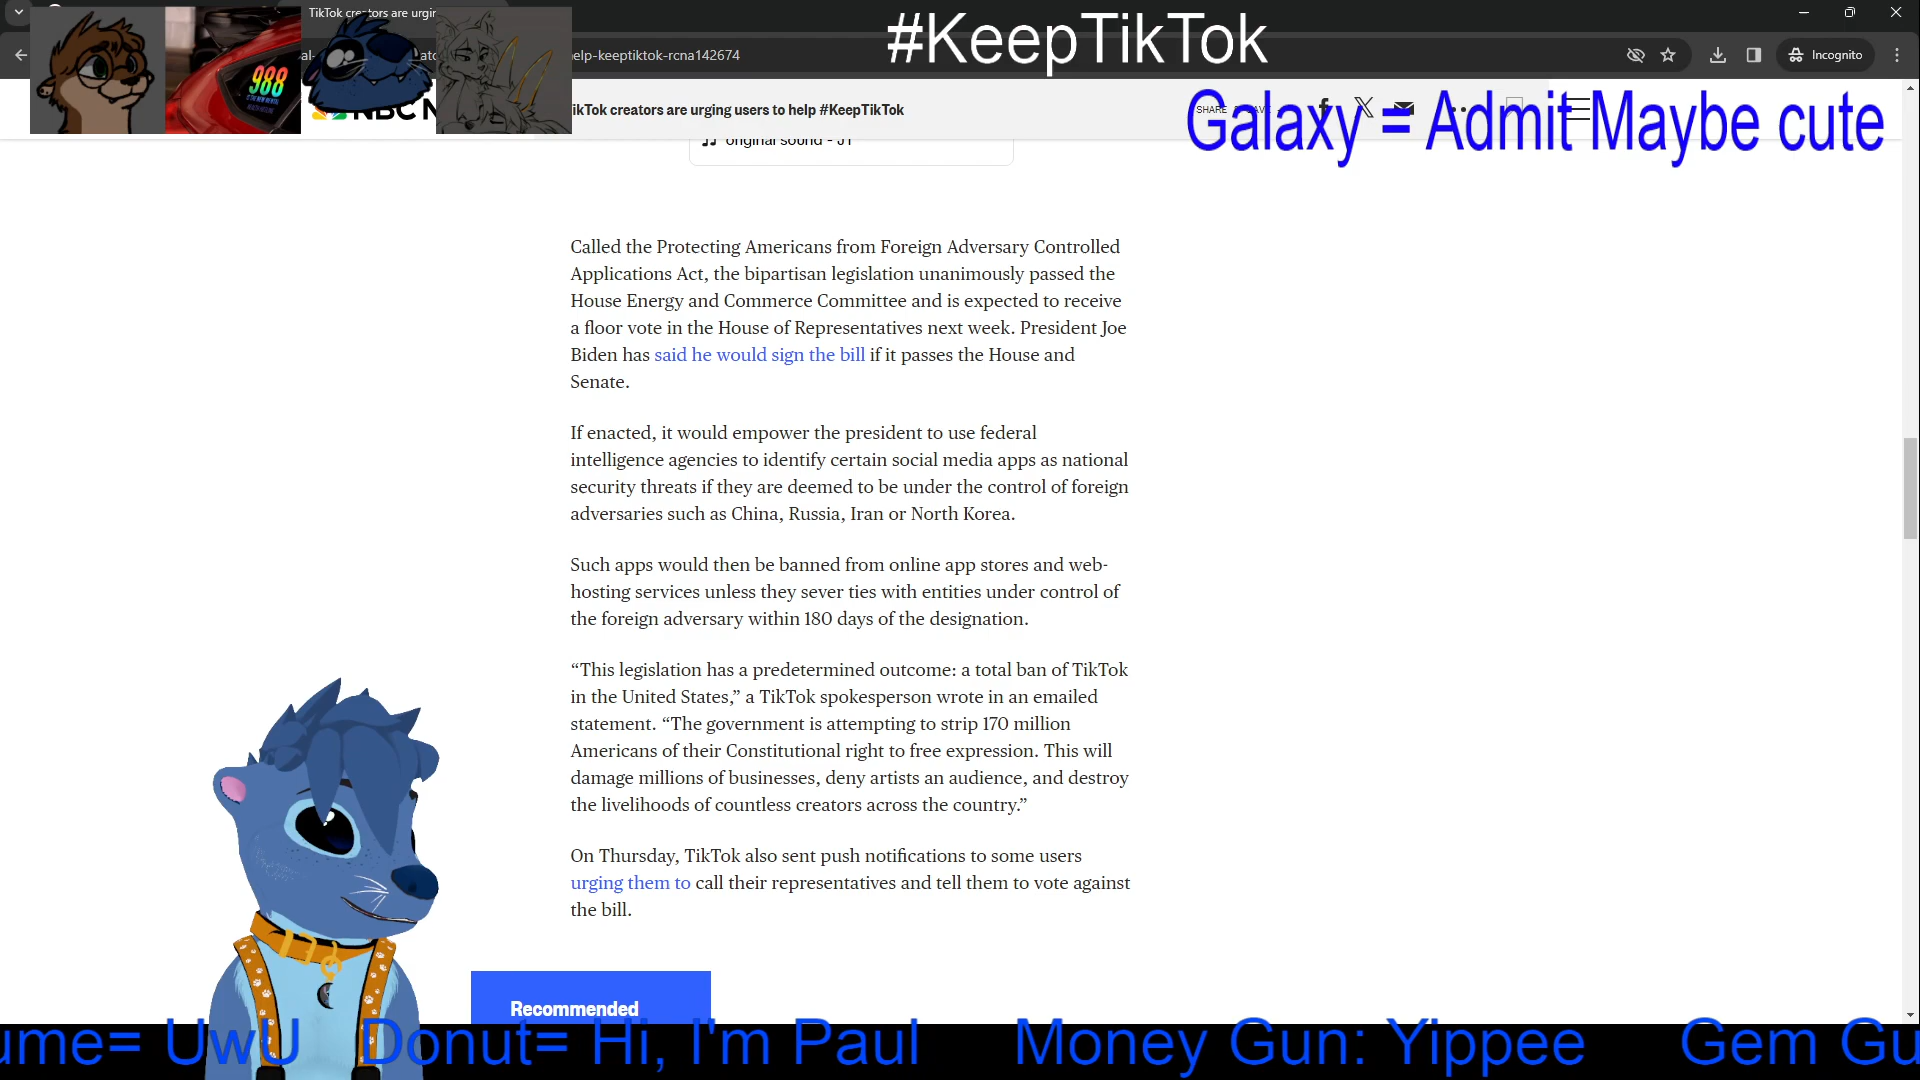 TikTok creators are urgin
#KeepTikTok
elp-keeptiktok-rcna142674
Incognito
988
NBC N
ikTok creators are urging users to help #KeepTikTok
SHARE
Galaxy = Admit Maybe cute
original sound - JT
Called the Protecting Americans from Foreign Adversary Controlled
Applications Act, the bipartisan legislation unanimously passed the
House Energy and Commerce Committee and is expected to receive
a floor vote in the House of Representatives next week. President Joe
Biden has said he would sign the bill if it passes the House and
Senate.
If enacted, it would empower the president to use federal
intelligence agencies to identify certain social media apps as national
security threats if they are deemed to be under the control of foreign
adversaries such as China, Russia, Iran or North Korea.
Such apps would then be banned from online app stores and web-
hosting services unless they sever ties with entities under control of
the foreign adversary within 180 days of the designation.
“This legislation has a predetermined outcome: a total ban of TikTok
in the United States,” a TikTok spokesperson wrote in an emailed
statement. “The government is attempting to strip 170 million
Americans of their Constitutional right to free expression. This will
damage millions of businesses, deny artists an audience, and destroy
the livelihoods of countless creators across the country.”
On Thursday, TikTok also sent push notifications to some users
urging them to call their representatives and tell them to vote against
the bill.
Recommended
ume= UwU Donut= Hi, I'm Paul Money Gun: Yippee Gem Gu